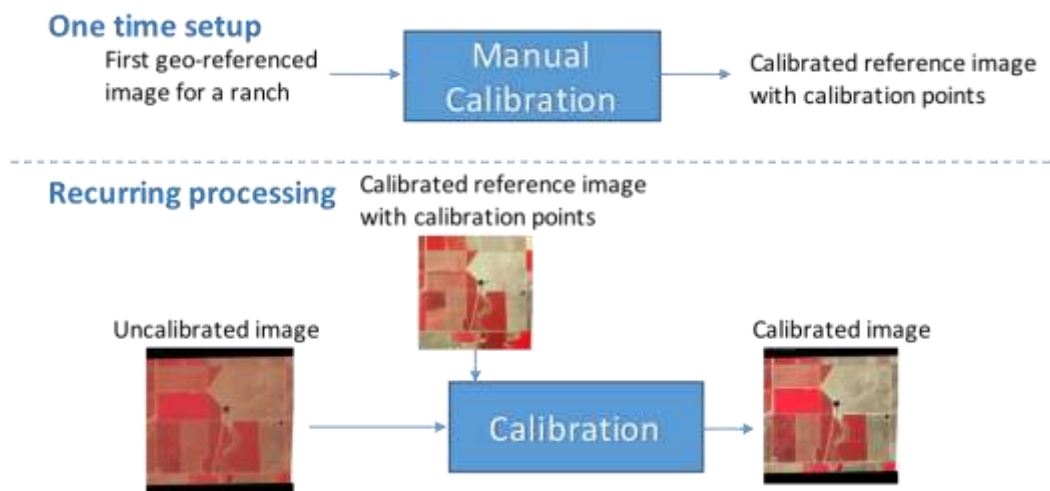 One time setup
First geo-referenced
image for a ranch
Manual
Calibration
Calibrated reference image
with calibration points
Recurring processing
Calibrated reference image
with calibration points
Uncalibrated image
Calibrated image
Calibration